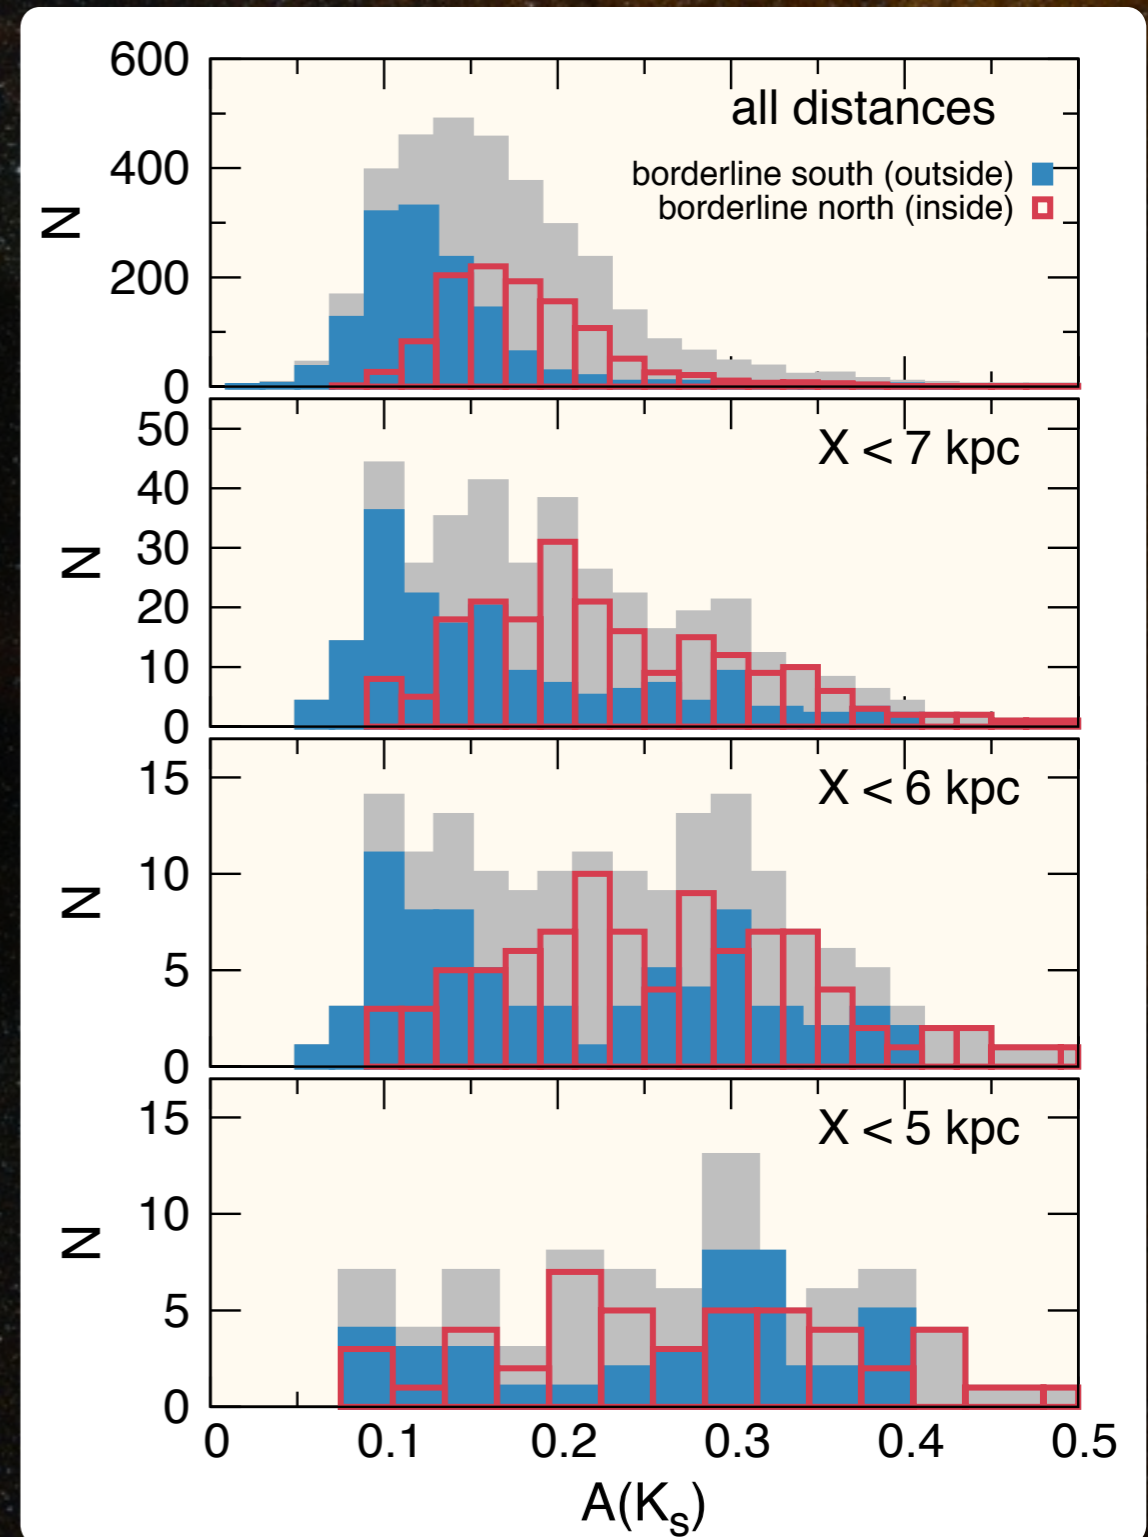 600
400
200
0
N
all distances
borderline south (outside)
borderline north (inside)
50
40
30
20
10
0
N
X < 7 kpc
15
10
5
0
N
X < 6 kpc
15
10
5
0
N
X < 5 kpc
0 0.1 0.2 0.3 0.4 0.5
A(Ks)